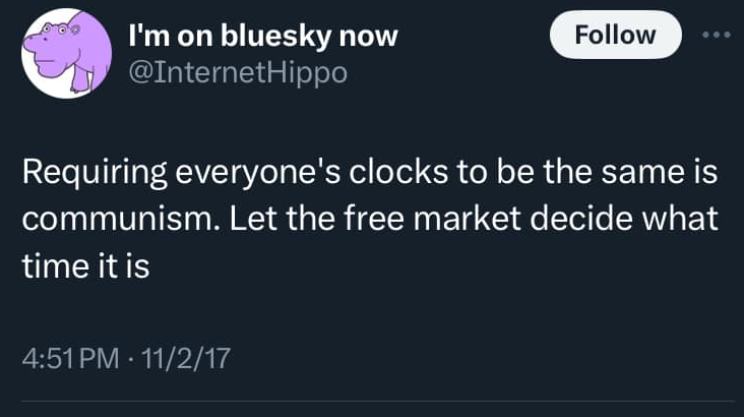 I'm on bluesky now
Follow
@InternetHippo
Requiring everyone's clocks to be the same is
communism. Let the free market decide what
time it is
4:51 PM · 11/2/17